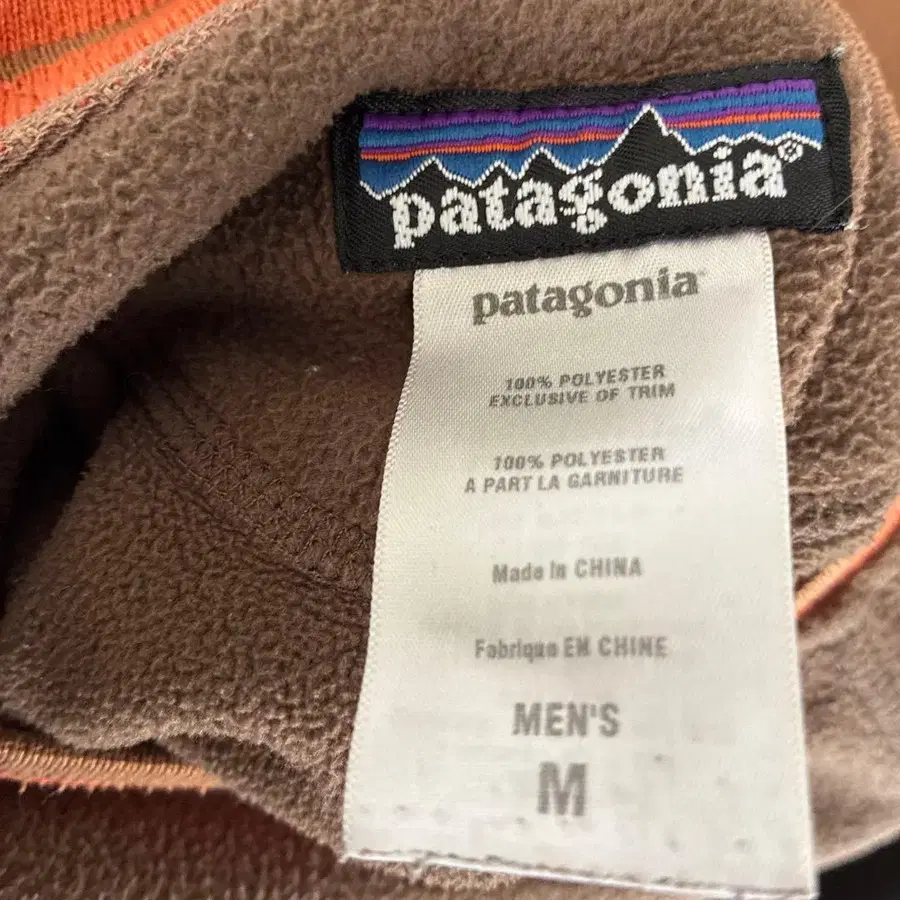 patagonia®
patagonia
100% POLYESTER
EXCLUSIVE OF TRIM
100% POLYESTER
A PART LA GARNITURE
Made in CHINA
Fabrique EN CHINE
MEN'S
M